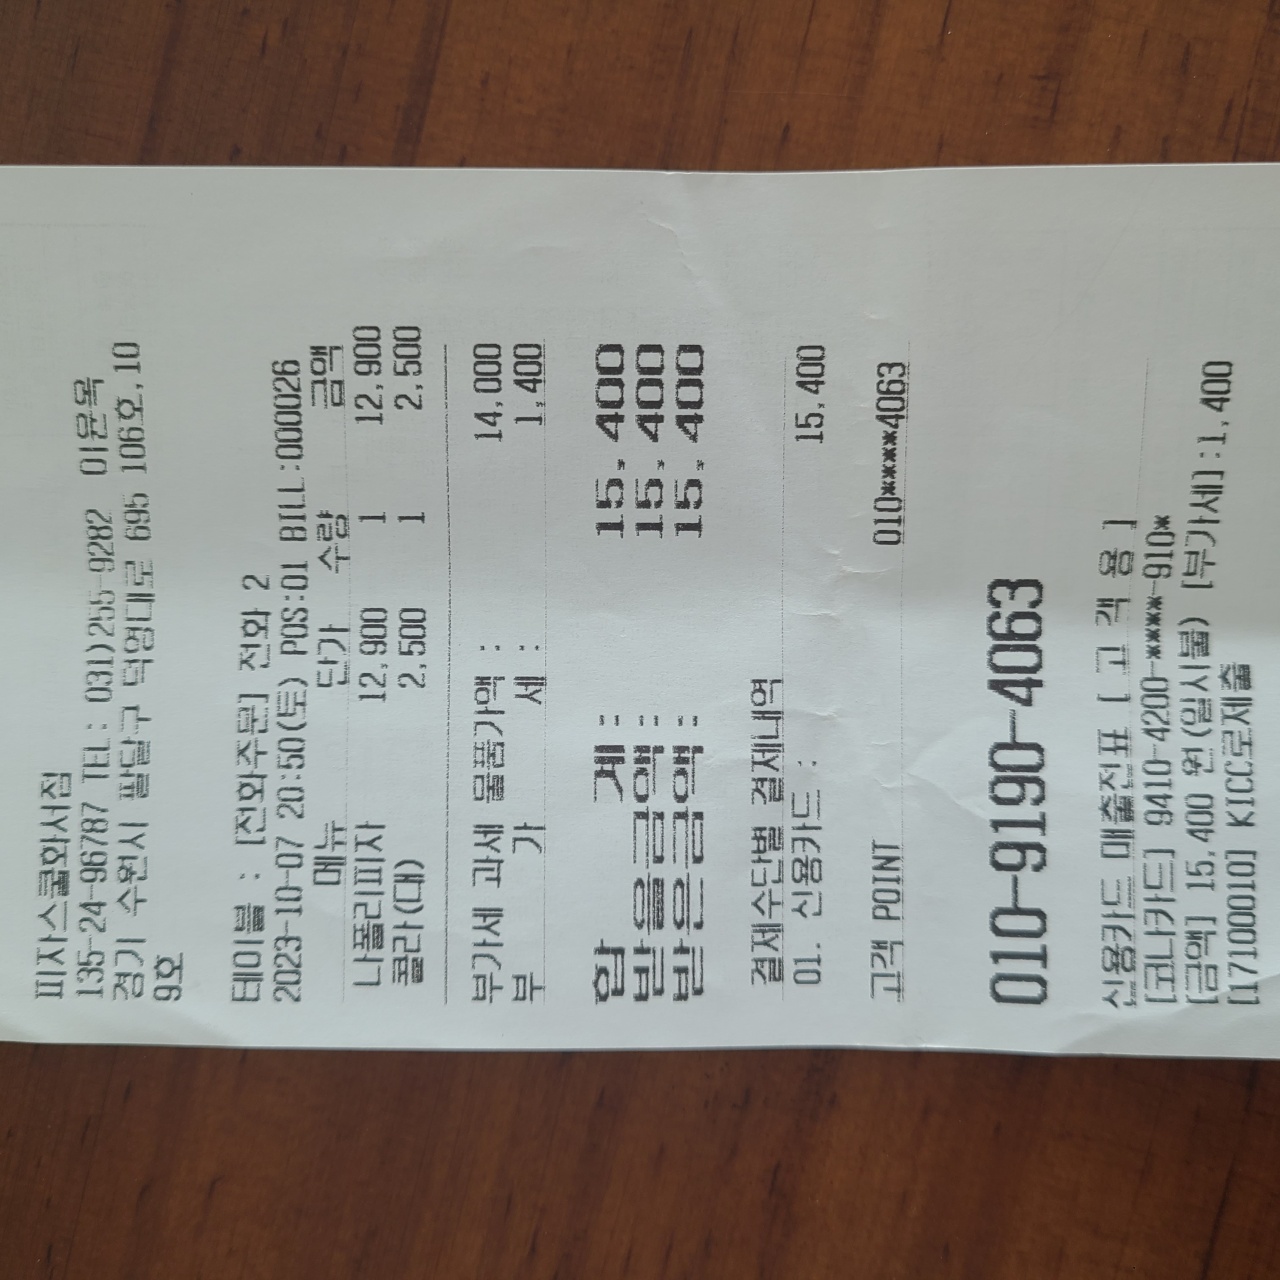 피자스쿨화서점
135-24-96787 TEL: 031)255-9282 이윤옥
경기 수원시 팔달구 덕영대로 695 106호,10
9호
테이블 : [전화주문] 전화 2
2023-10-07 20:50(토) POS:01 BILL:000026
메뉴 단가 수량 금액
나폴리피자 12,900 1 12,900
콜라(대) 2,500 1 2,500
부가세 과세 물품가액 : 14,000
부 가 세 : 1,400
합 계: 15,400
받을금액: 15,400
받은금액: 15,400
결제수단별 결제내역
01. 신용카드 : 15,400
고객 POINT 010****4063
010-9190-4063
신용카드 매출전표 [ 고 객 용 ]
[코나카드] 9410-4200-****-910*
[금액] 15,400 원(일시불) [부가세]:1,400
[171000010] KICC로제출